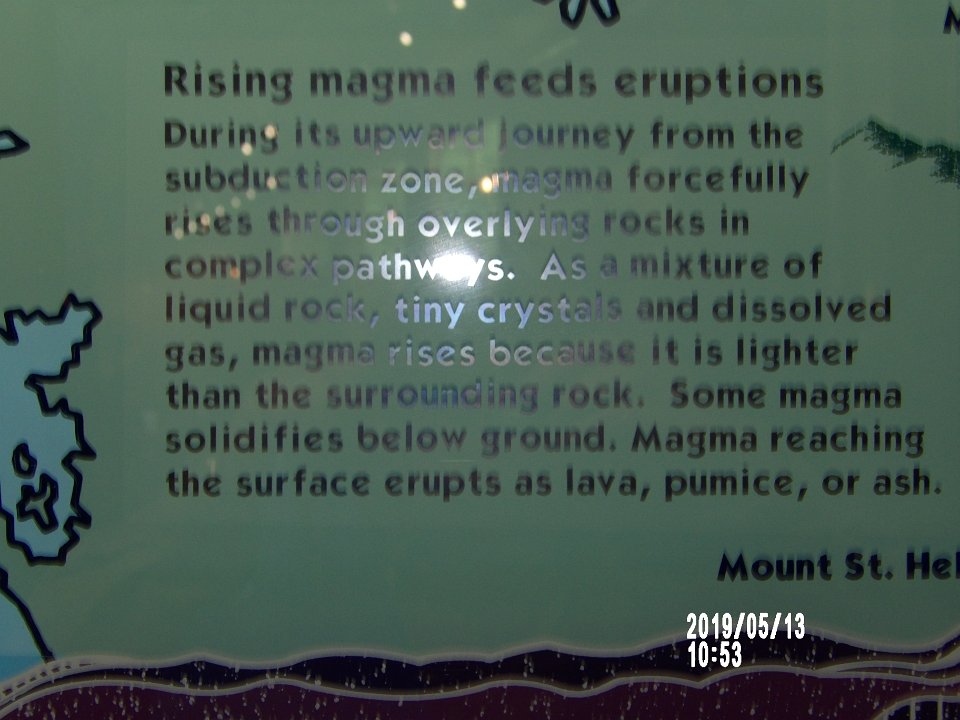 Rising magma feeds eruptions
During its upward journey from the
subduction zone, magma forcefully
rises through overlying rocks in
complex pathways. As a mixture of
liquid rock, tiny crystals and dissolved
gas, magma rises because it is lighter
than the surrounding rock. Some magma
solidifies below ground. Magma reaching
the surface erupts as lava, pumice, or ash.
Mount St. Hel
2019/05/13
10:53